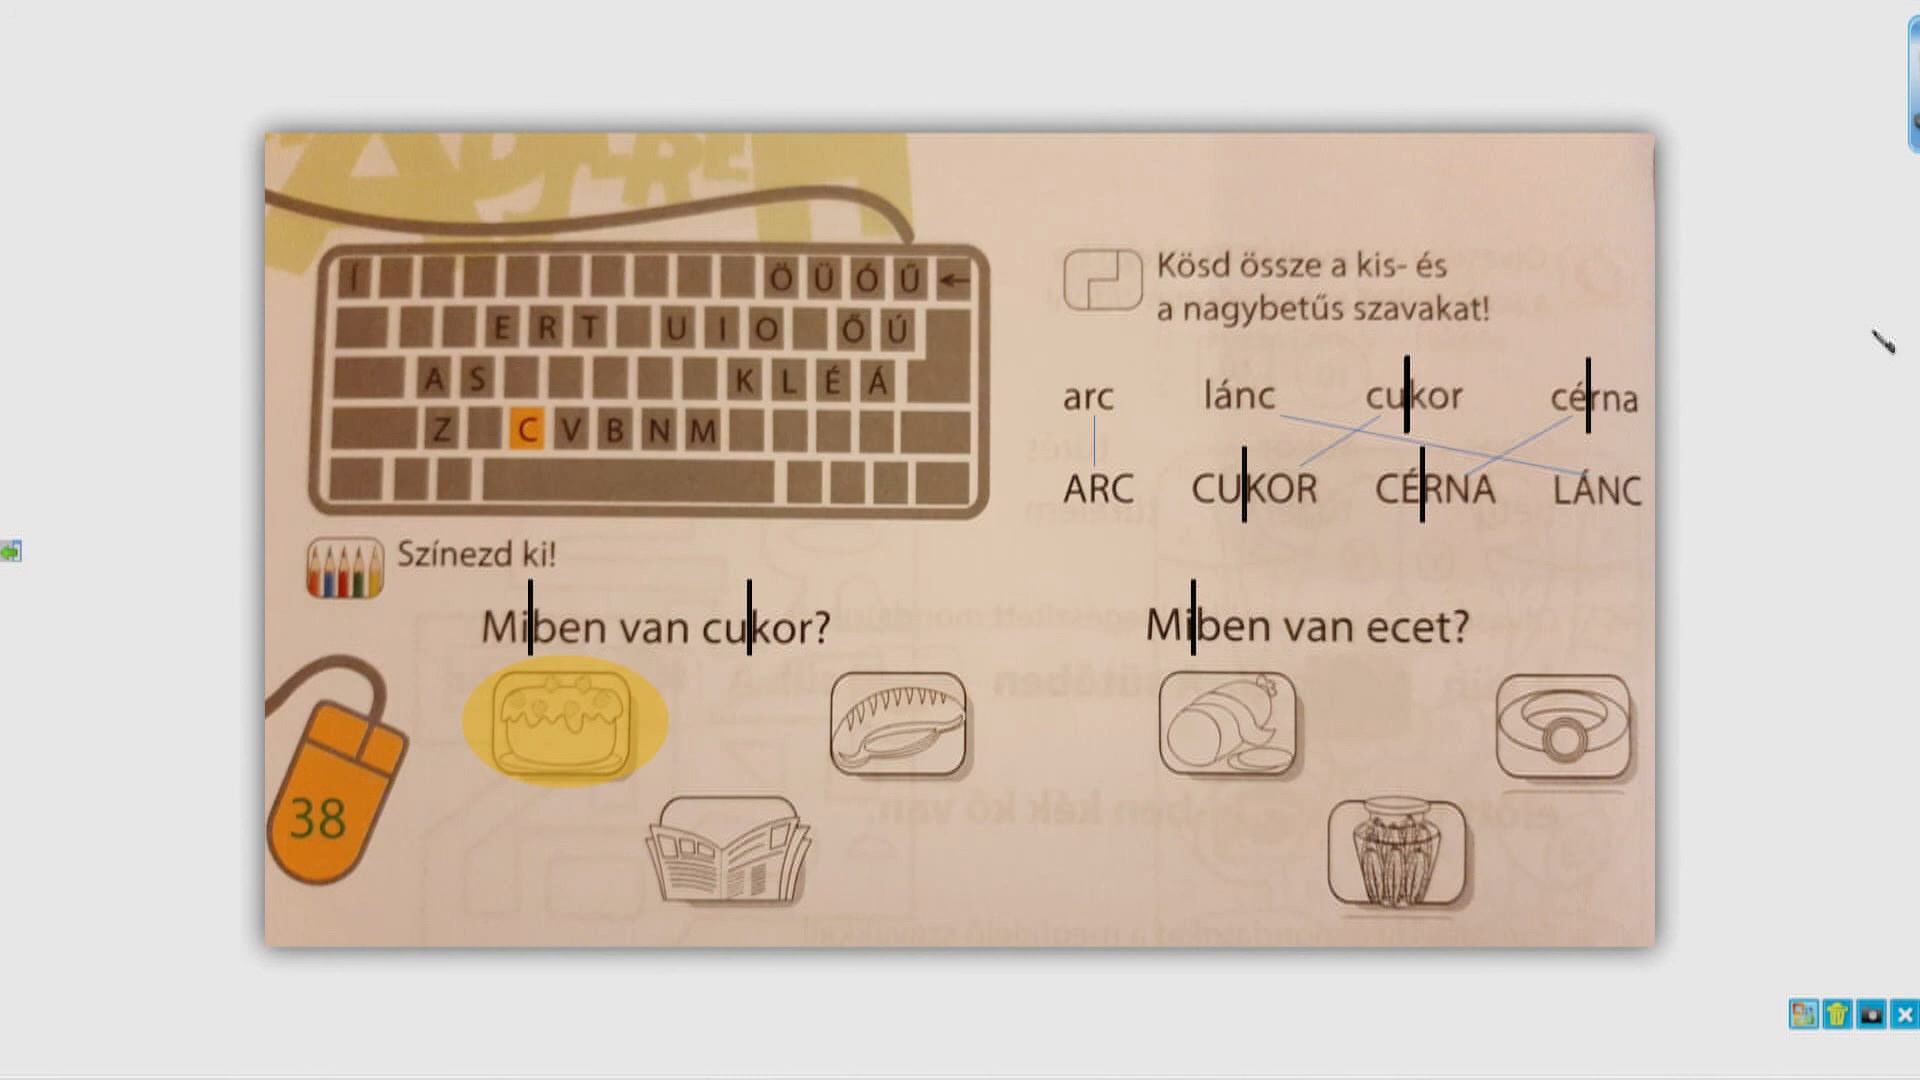 Í Ö Ü Ó Ű ←
E R T U I O Ő Ú
A S K L É Á
Z C V B N M
Kösd össze a kis- és
a nagybetűs szavakat!
arc lánc cukor cérna
ARC CUKOR CÉRNA LÁNC
Színezd ki!
Miben van cukor?
Miben van ecet?
38